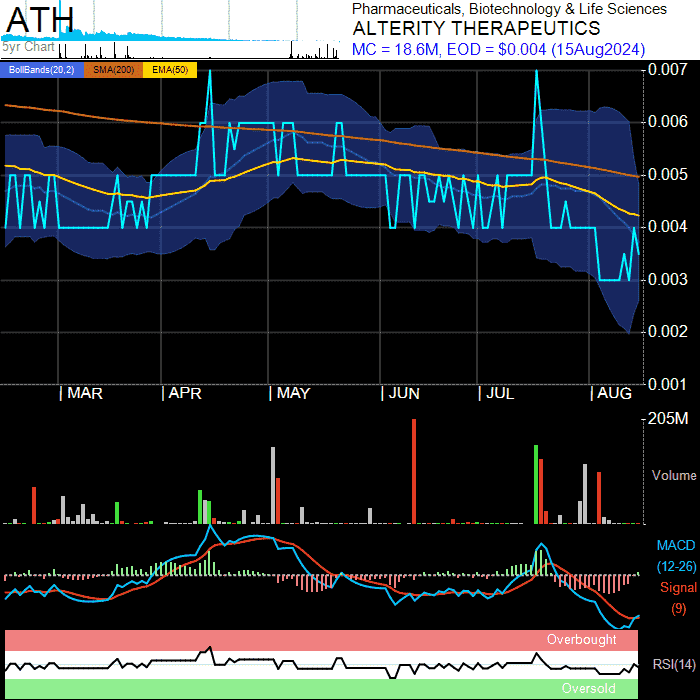 ATH
Pharmaceuticals, Biotechnology & Life Sciences
ALTERITY THERAPEUTICS
5yr Chart
MC = 18.6M, EOD = $0.004 (15Aug2024)
BollBands(20,2) SMA(200) EMA(50)
0.007
0.006
0.005
0.004
0.003
0.002
0.001
MAR APR MAY JUN JUL AUG
205M
Volume
MACD
(12-26)
Signal
(9)
Overbought
RSI(14)
Oversold